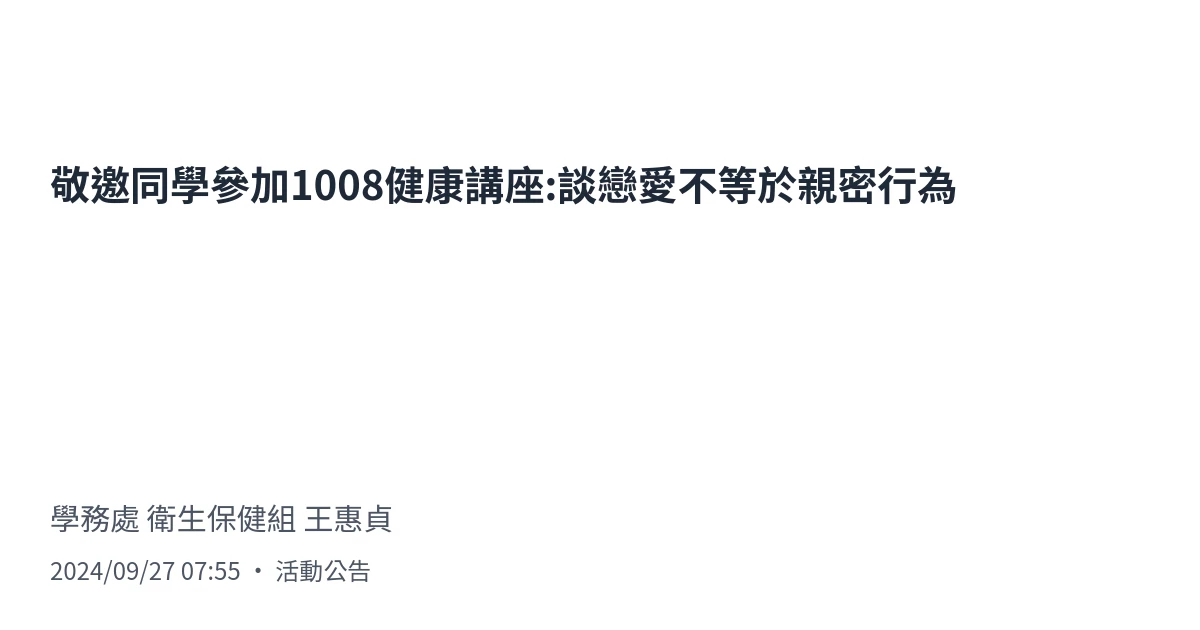 敬邀同學參加1008健康講座:談戀愛不等於親密行為
學務處 衛生保健組 王惠貞
2024/09/27 07:55 • 活動公告